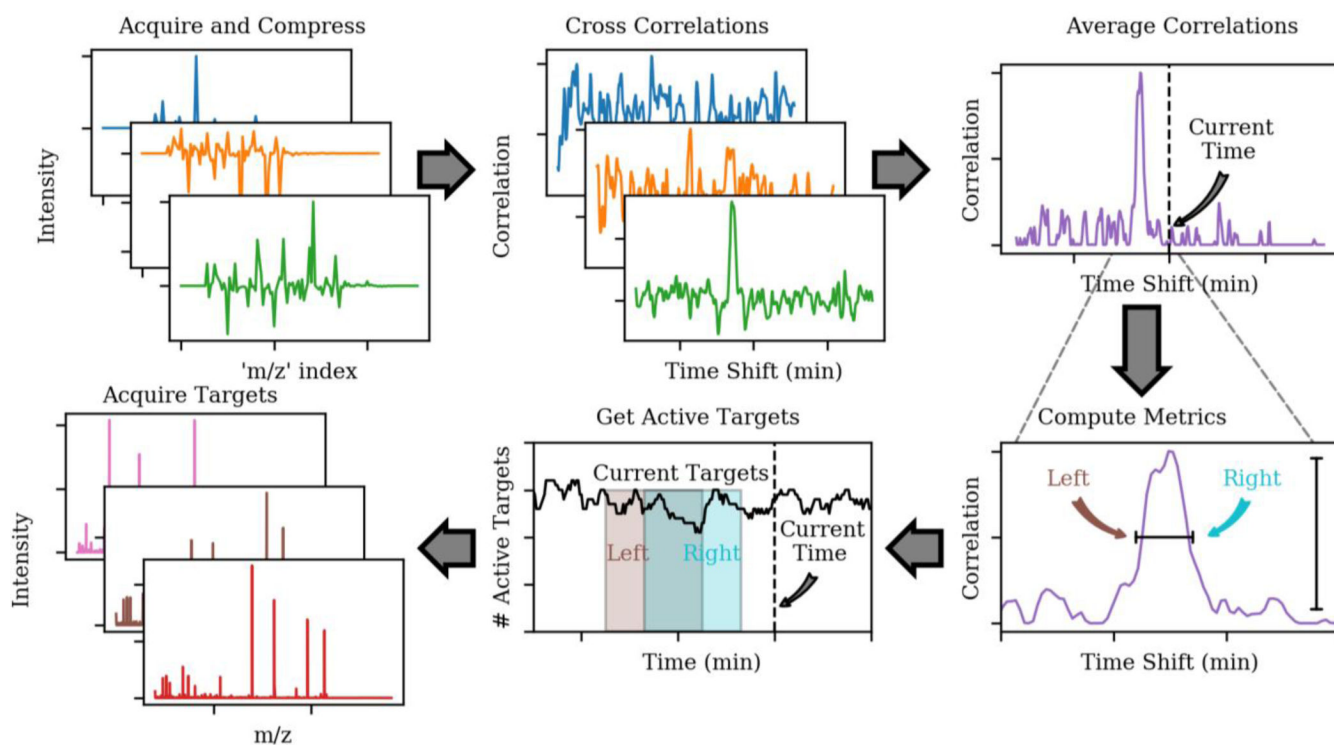 Acquire and Compress
Intensity
'm/z' index
Cross Correlations
Correlation
Time Shift (min)
Average Correlations
Correlation
Current
Time
Time Shift (min)
Compute Metrics
Left
Right
Correlation
Time Shift (min)
Get Active Targets
# Active Targets
Current Targets
Left
Right
Current
Time
Time (min)
Acquire Targets
Intensity
m/z